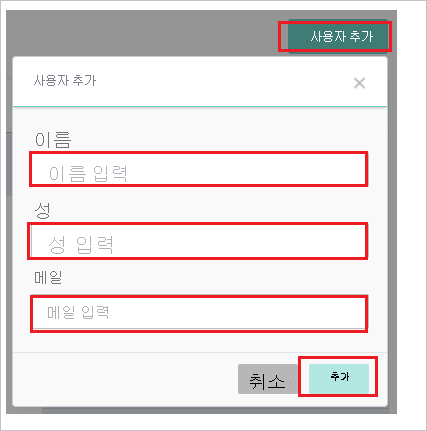 사용자 추가
사용자 추가
이름
이름 입력
성
성 입력
메일
메일 입력
취소
추가